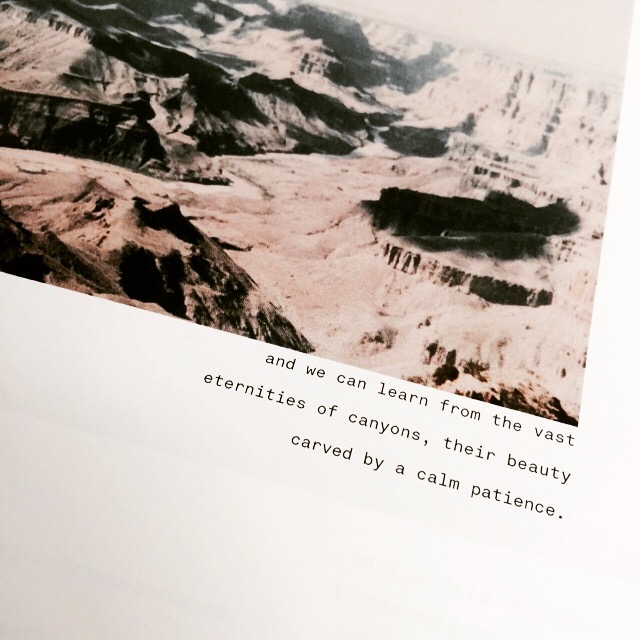 and we can learn from the vast
eternities of canyons, their beauty
carved by a calm patience.